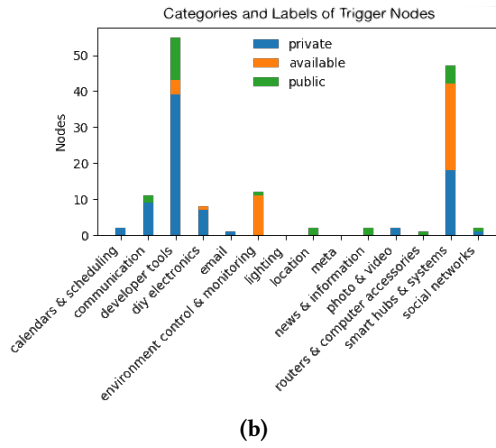 Categories and Labels of Trigger Nodes
private
available
public
Nodes
50
40
30
20
10
0
calendars & scheduling
communication
developer tools
diy electronics
email
environment control & monitoring
lighting
location
meta
news & information
photo & video
routers & computer accessories
smart hubs & systems
social networks
(b)